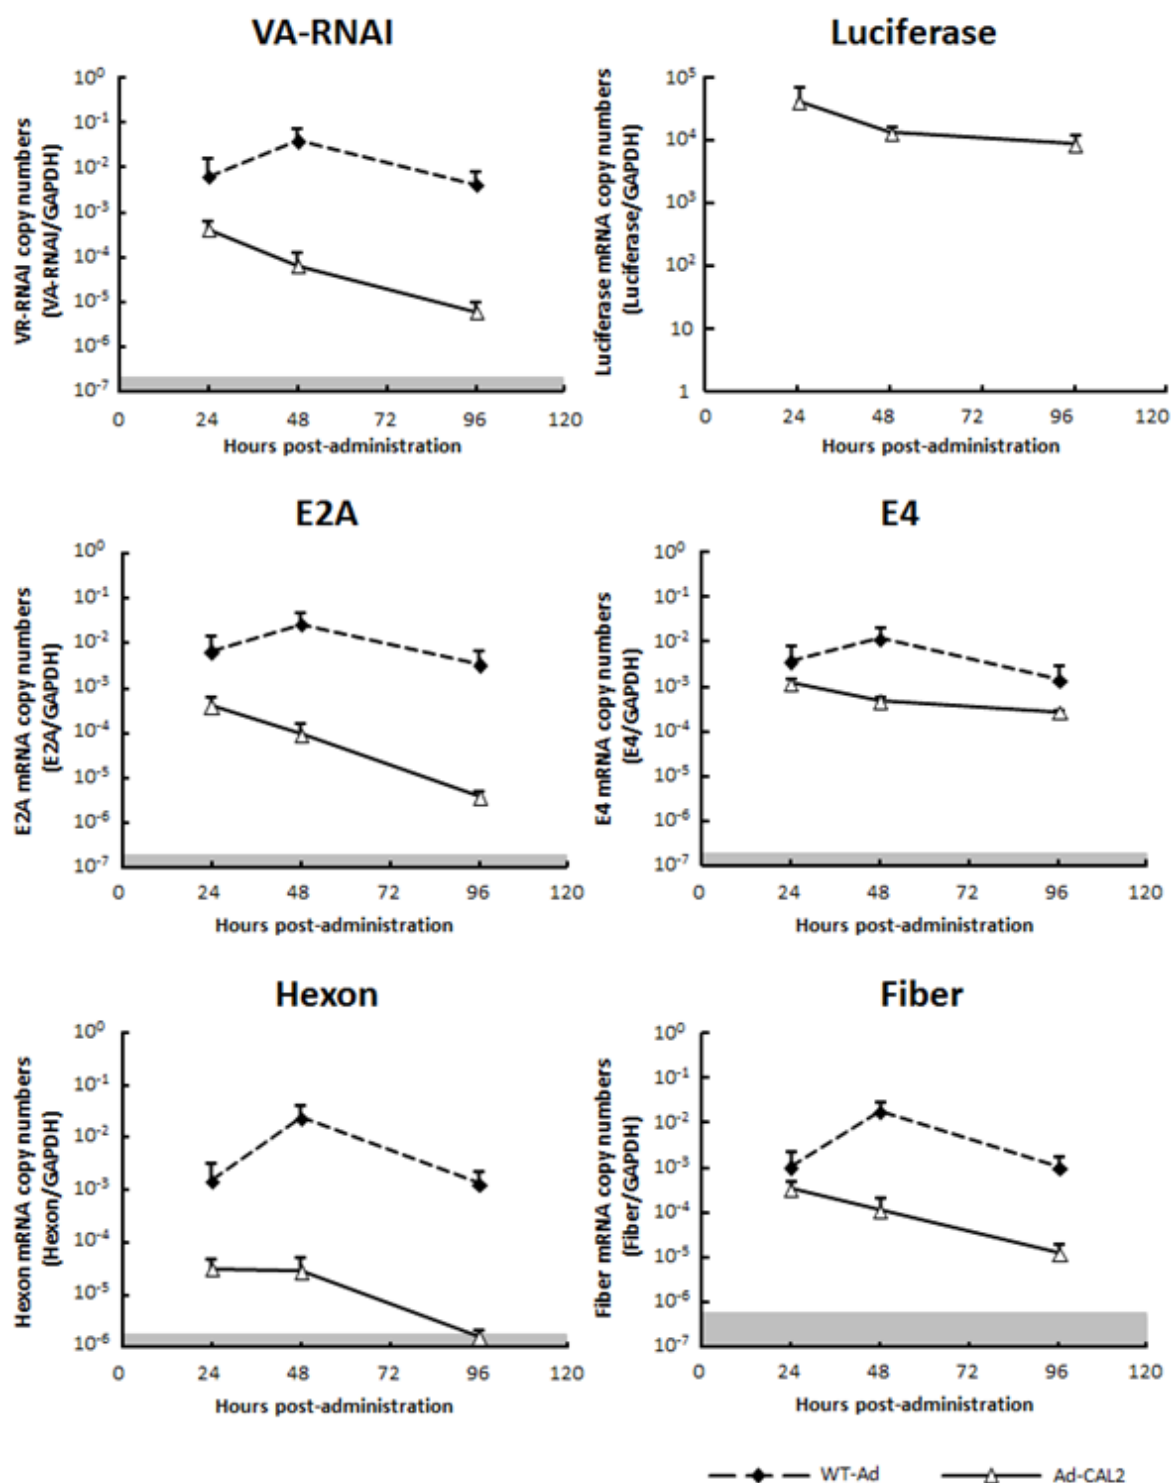 VA-RNAI
VR-RNAI copy numbers
(VA-RNAI/GAPDH)
10⁰
10⁻¹
10⁻²
10⁻³
10⁻⁴
10⁻⁵
10⁻⁶
10⁻⁷
0 24 48 72 96 120
Hours post-administration
Luciferase
Luciferase mRNA copy numbers
(Luciferase/GAPDH)
10⁵
10⁴
10³
10²
10
1
0 24 48 72 96 120
Hours post-administration
E2A
E2A mRNA copy numbers
(E2A/GAPDH)
10⁰
10⁻¹
10⁻²
10⁻³
10⁻⁴
10⁻⁵
10⁻⁶
10⁻⁷
0 24 48 72 96 120
Hours post-administration
E4
E4 mRNA copy numbers
(E4/GAPDH)
10⁰
10⁻¹
10⁻²
10⁻³
10⁻⁴
10⁻⁵
10⁻⁶
10⁻⁷
0 24 48 72 96 120
Hours post-administration
Hexon
Hexon mRNA copy numbers
(Hexon/GAPDH)
10⁰
10⁻¹
10⁻²
10⁻³
10⁻⁴
10⁻⁵
10⁻⁶
0 24 48 72 96 120
Hours post-administration
Fiber
Fiber mRNA copy numbers
(Fiber/GAPDH)
10⁰
10⁻¹
10⁻²
10⁻³
10⁻⁴
10⁻⁵
10⁻⁶
10⁻⁷
0 24 48 72 96 120
Hours post-administration
WT-Ad Ad-CAL2